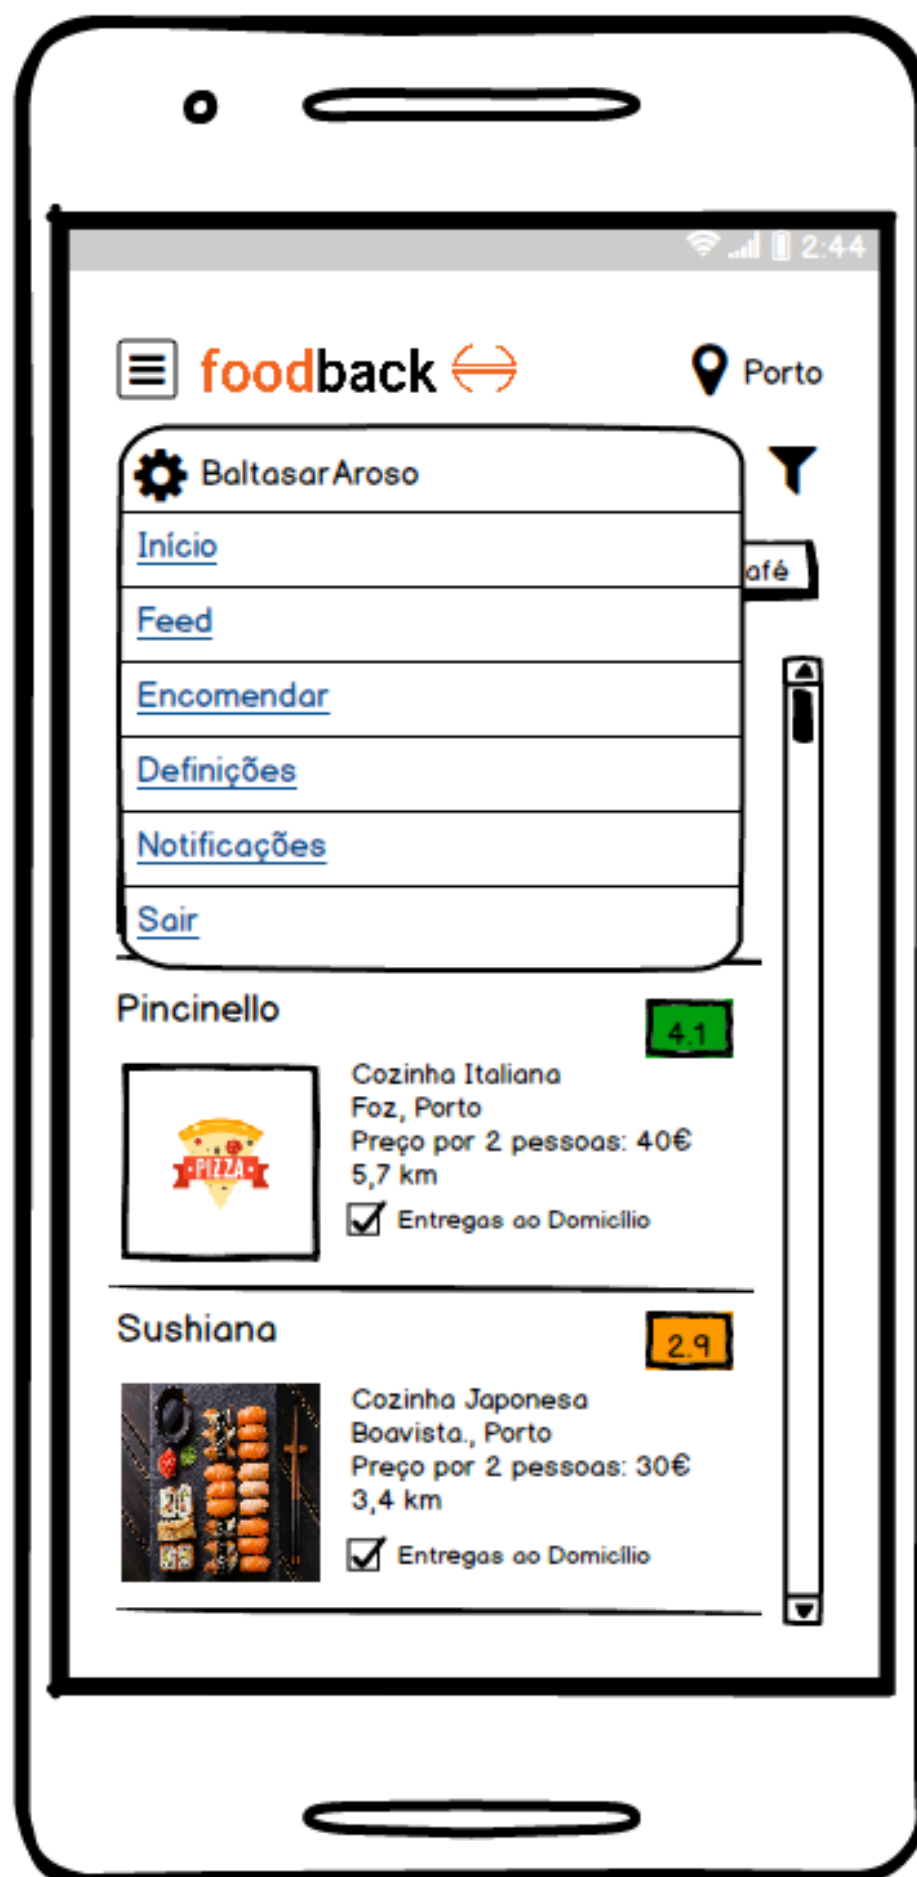 2:44
foodback
Porto
BaltasarAroso
Início
afé
Feed
Encomendar
Definições
Notificações
Sair
Pincinello
4.1
PIZZA
Cozinha Italiana
Foz, Porto
Preço por 2 pessoas: 40€
5,7 km
Entregas ao Domicílio
Sushiana
2.9
Cozinha Japonesa
Boavista., Porto
Preço por 2 pessoas: 30€
3,4 km
Entregas ao Domicílio